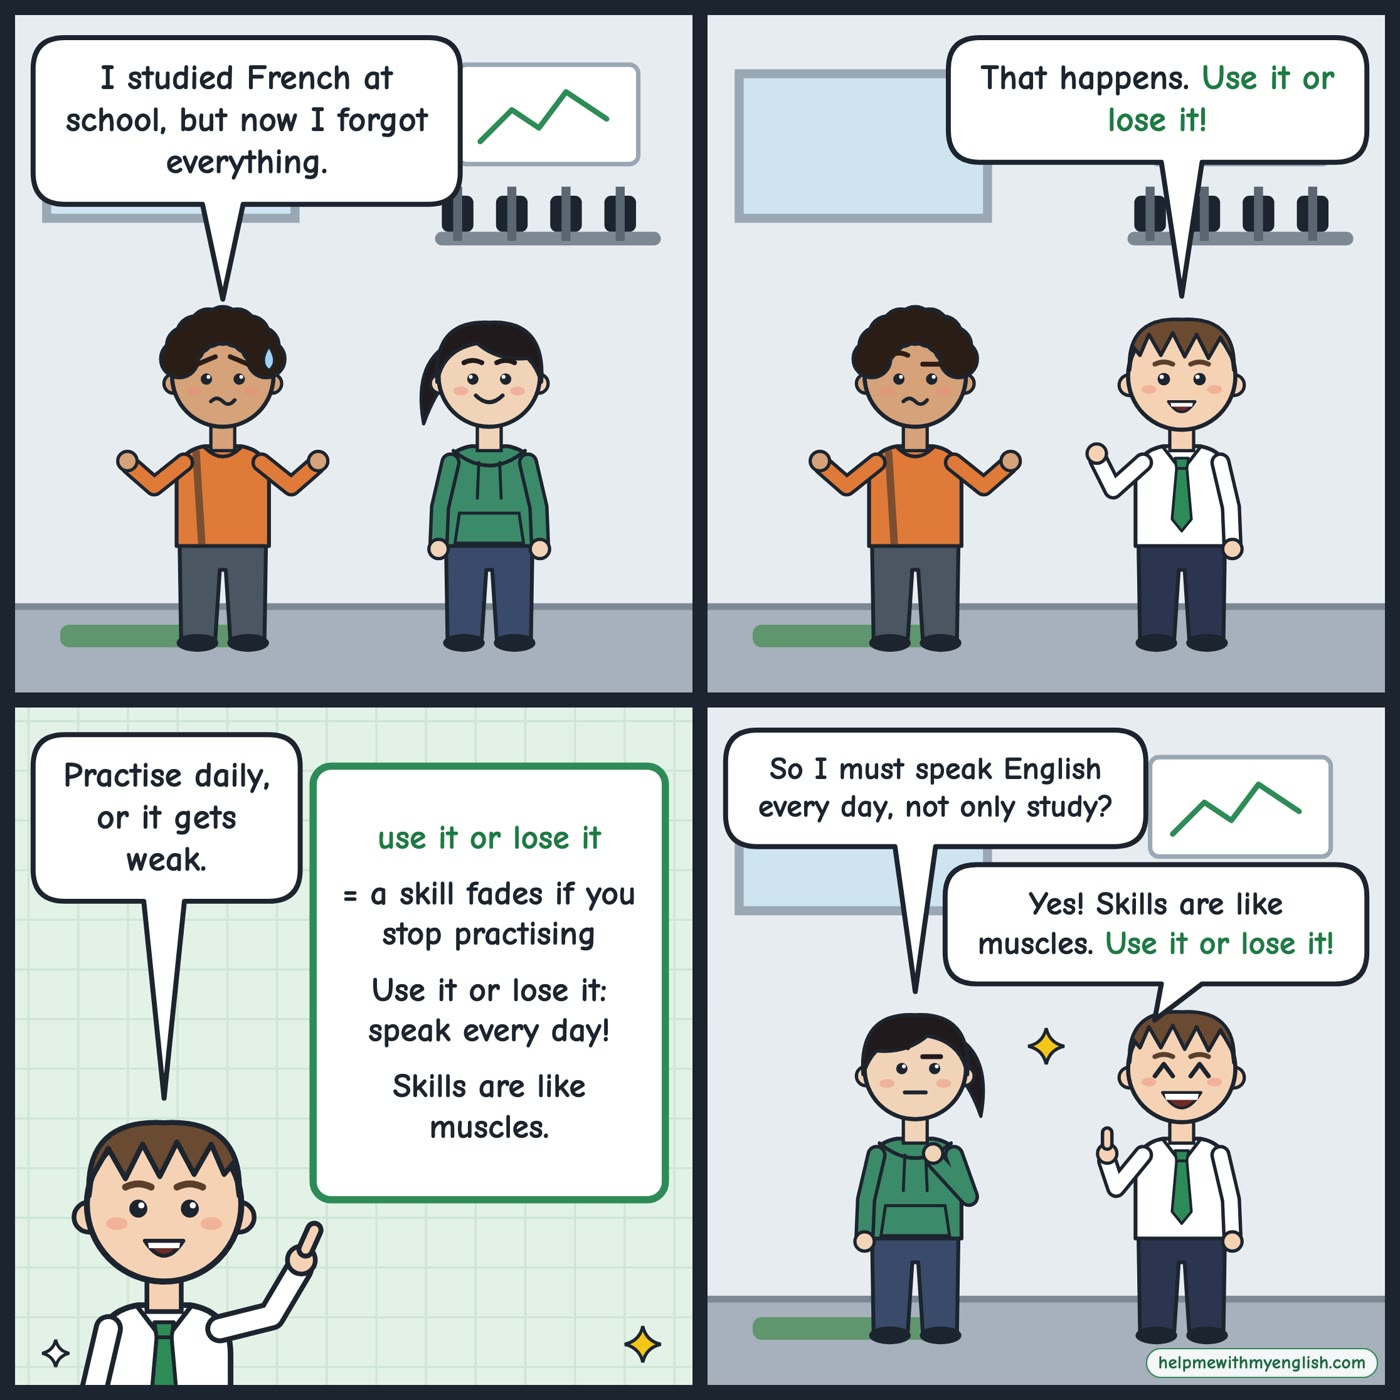 I studied French at
school, but now I forgot
everything.
That happens. Use it or
lose it!
Practise daily,
or it gets
weak.
use it or lose it
= a skill fades if you
stop practising
Use it or lose it:
speak every day!
Skills are like
muscles.
So I must speak English
every day, not only study?
Yes! Skills are like
muscles. Use it or lose it!
helpmewithmyenglish.com